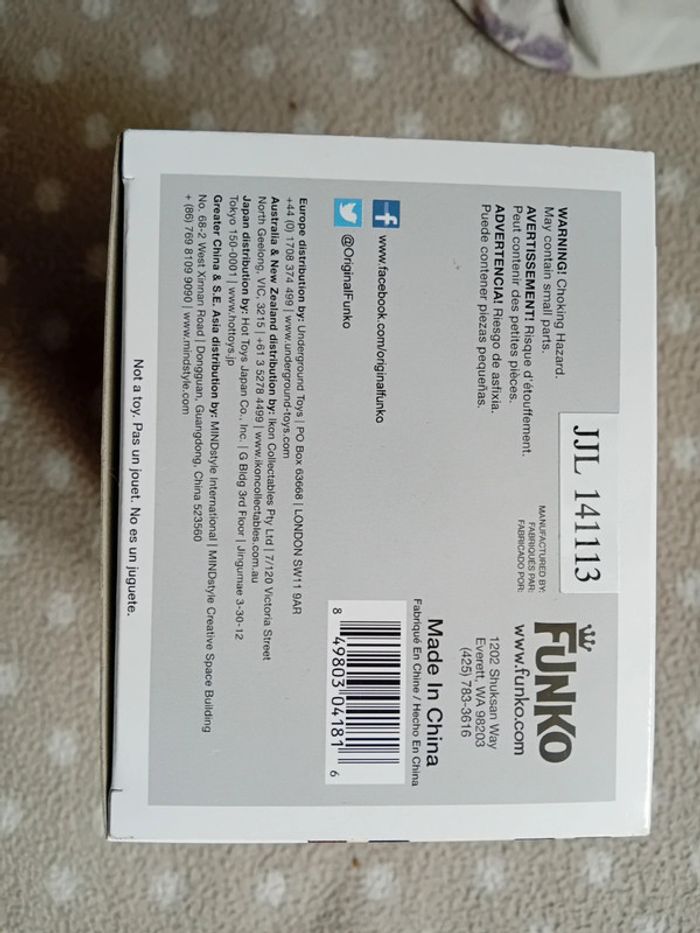 WARNING! Choking Hazard.
May contain small parts.
AVERTISSEMENT! Risque d'étouffement.
Peut contenir des petites pièces.
ADVERTENCIA! Riesgo de asfixia.
Puede contener piezas pequeñas.
JJL 141113
MANUFACTURED BY:
FABRIQUÉS PAR:
FABRICADO POR:
FUNKO
www.funko.com
1202 Shuksan Way
Everett, WA 98203
(425) 783-3616
f www.facebook.com/originalfunko
@OriginalFunko
Made In China
Fabriqué En Chine / Hecho En China
8 49803 04181 6
Europe distribution by: Underground Toys | PO Box 63668 | LONDON SW11 9AR
+44 (0) 1708 374 499 | www.underground-toys.com
Australia & New Zealand distribution by: Ikon Collectables Pty Ltd | 7/120 Victoria Street
North Geelong, VIC, 3215 | +61 3 5278 4499 | www.ikoncollectables.com.au
Japan distribution by: Hot Toys Japan Co., Inc. | G Bldg 3rd Floor | Jingumae 3-30-12
Tokyo 150-0001 | www.hottoys.jp
Greater China & S.E. Asia distribution by: MINDstyle International | MINDstyle Creative Space Building
No. 68-2 West Xinnan Road | Dongguan, Guangdong, China 523560
+ (86) 769 8109 9090 | www.mindstyle.com
Not a toy. Pas un jouet. No es un juguete.